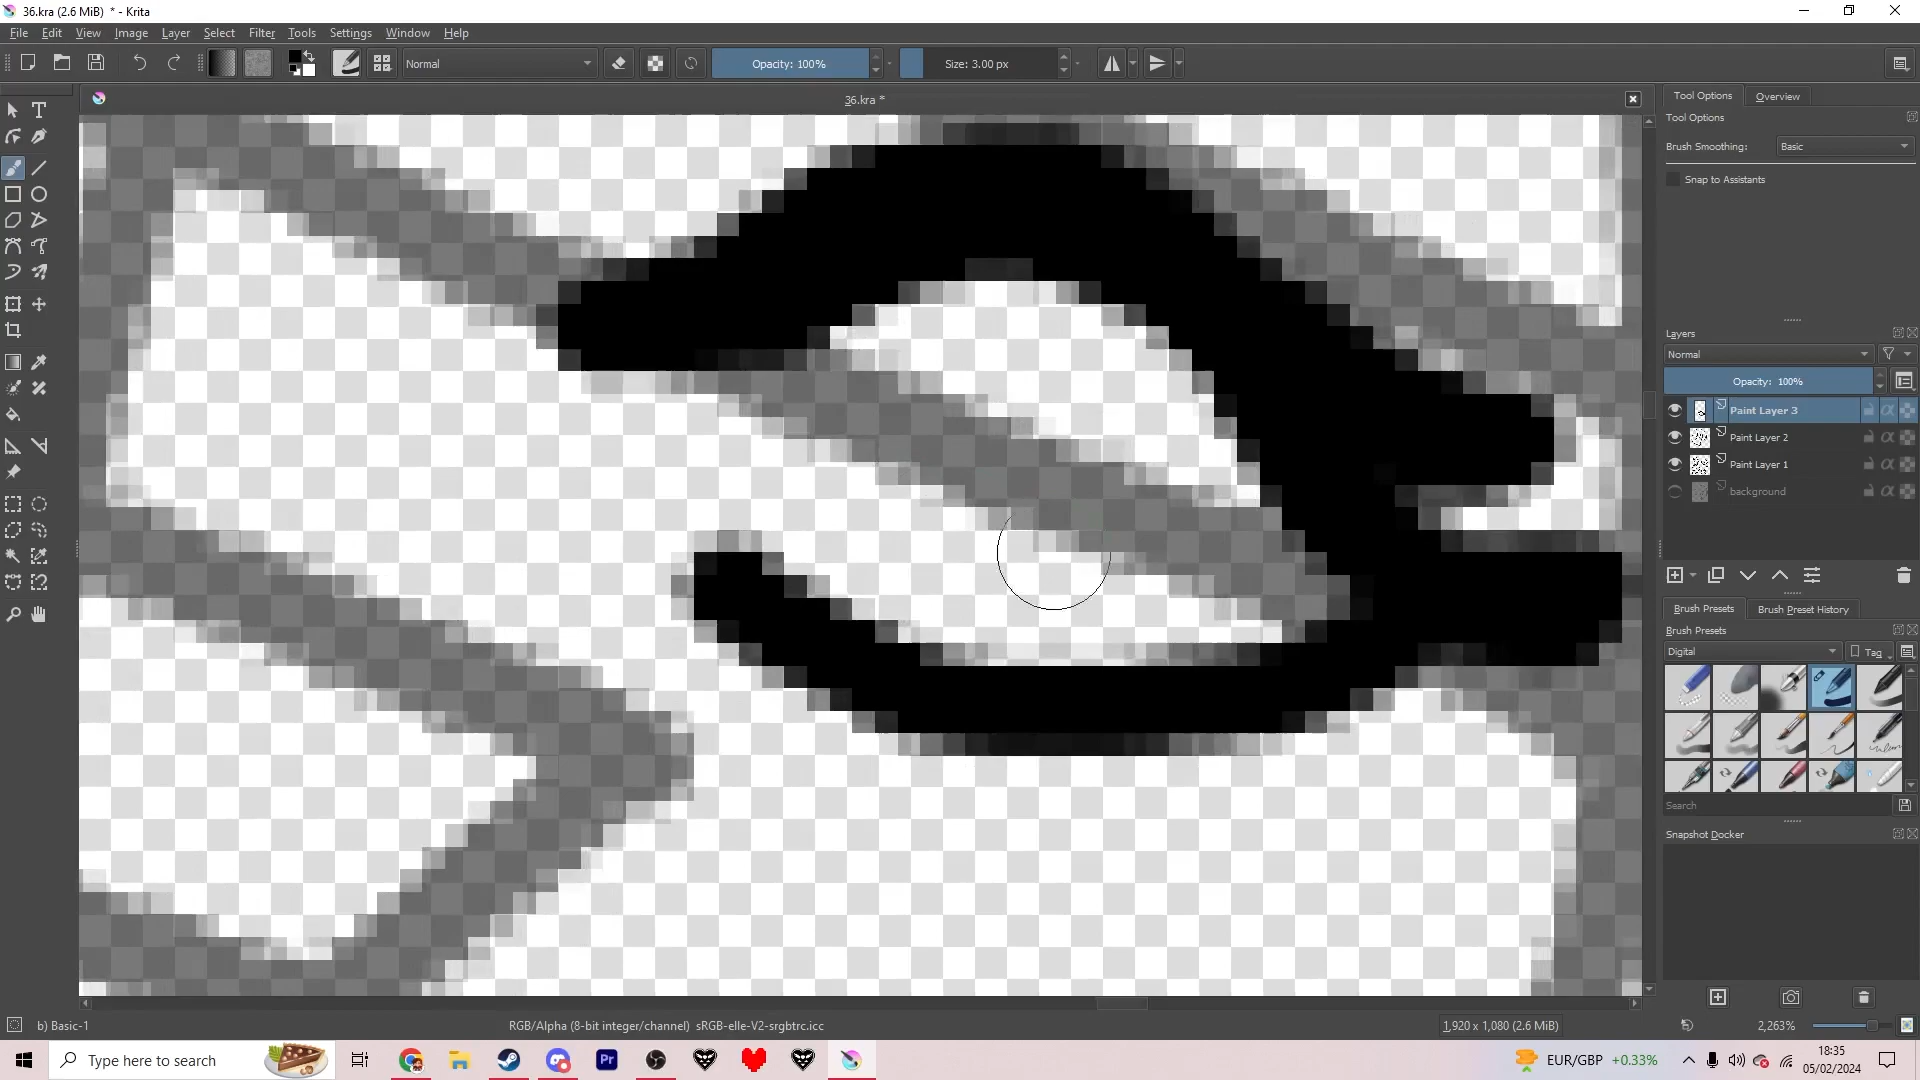 36.kra (2.6 MiB) * - Krita
File Edit View Image Layer Select Filter Tools Settings Window Help
Normal
Opacity: 100%
Size: 3.00 px
36.kra *
Tool Options Overview
Tool Options
Brush Smoothing: Basic
Snap to Assistants
Layers
Normal
Opacity: 100%
Paint Layer 3
Paint Layer 2
Paint Layer 1
background
Brush Presets Brush Preset History
Brush Presets
Digital Tag
Search
Snapshot Docker
b) Basic-1
RGB/Alpha (8-bit integer/channel) sRGB-elle-V2-srgbtrc.icc
1,920 x 1,080 (2.6 MiB)
2,263%
Type here to search
Pr
EUR/GBP +0.33%
18:35
05/02/2024